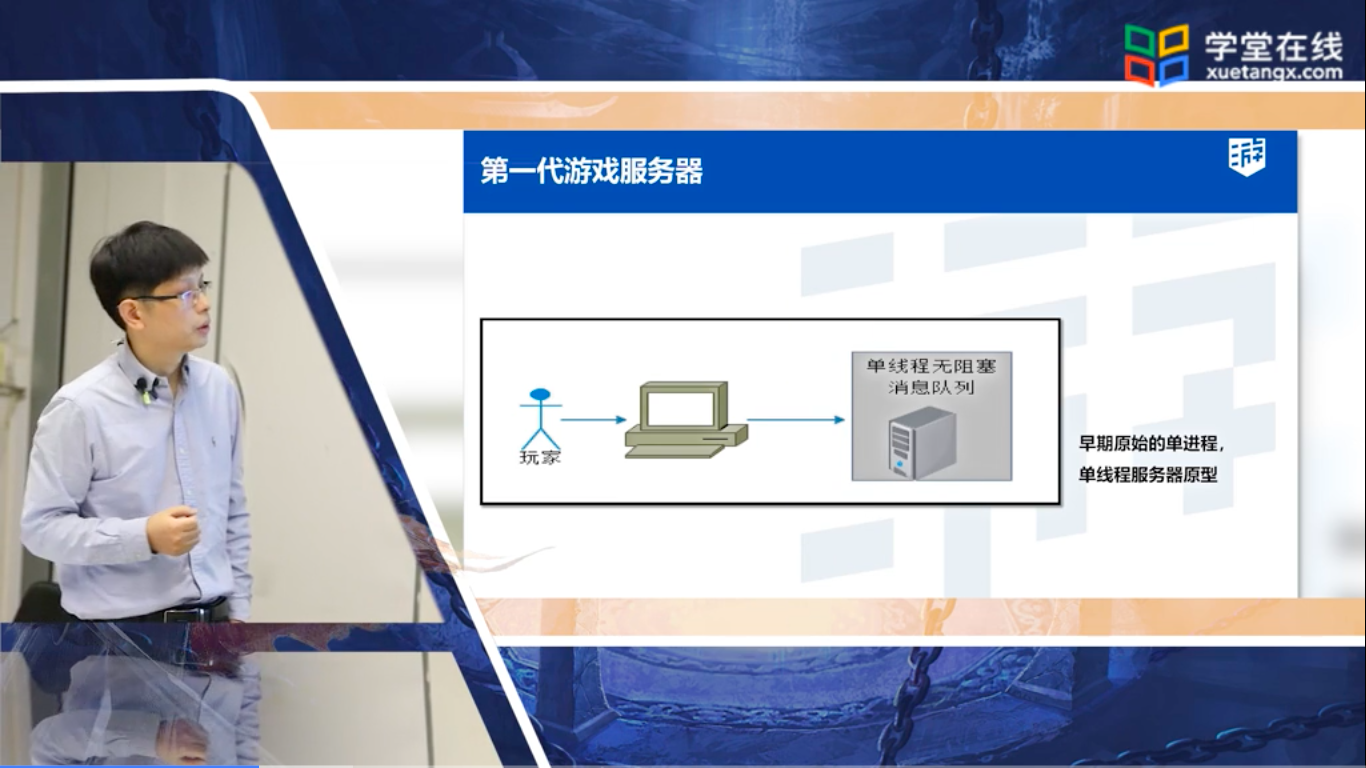 学堂在线
xuetangx.com
第一代游戏服务器
单线程无阻塞
消息队列
玩家
早期原始的单进程，
单线程服务器原型